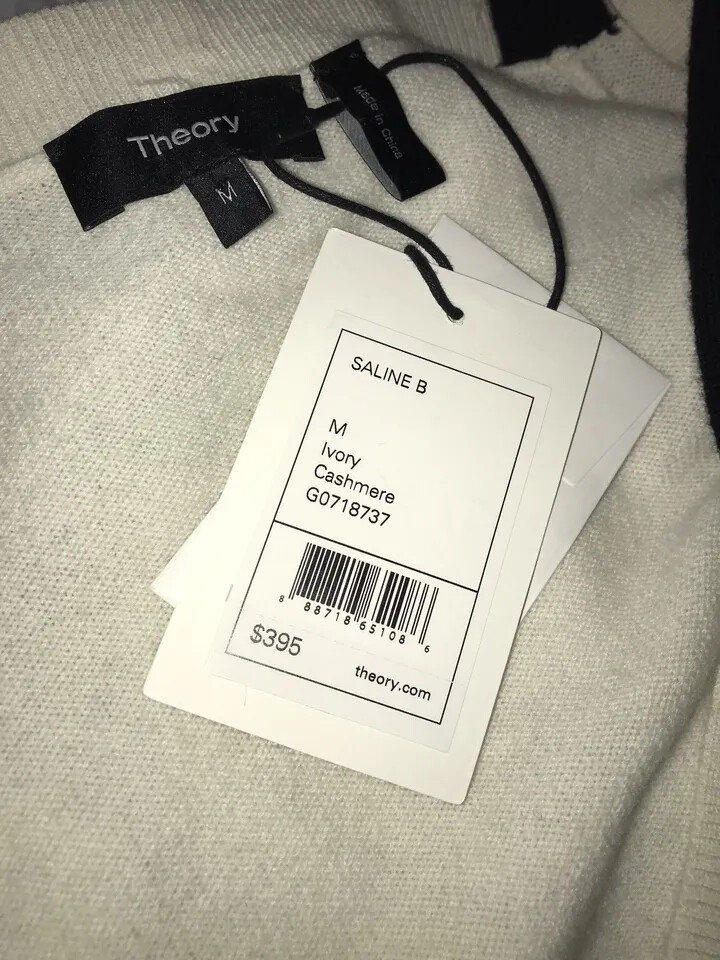 Theory
M
Made in China
SALINE B
M
Ivory
Cashmere
G0718737
8 88718 65108 6
$395
theory.com